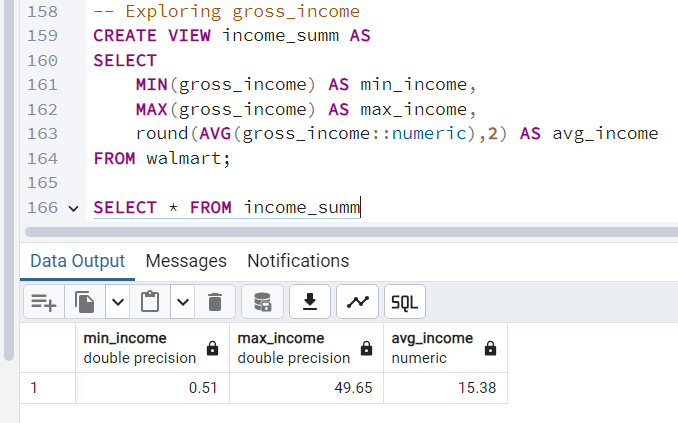 158 -- Exploring gross_income
159 CREATE VIEW income_summ AS
160 SELECT
161     MIN(gross_income) AS min_income,
162     MAX(gross_income) AS max_income,
163     round(AVG(gross_income::numeric),2) AS avg_income
164 FROM walmart;
165
166 SELECT * FROM income_summ
Data Output Messages Notifications
SQL
min_income max_income avg_income
double precision double precision numeric
1 0.51 49.65 15.38